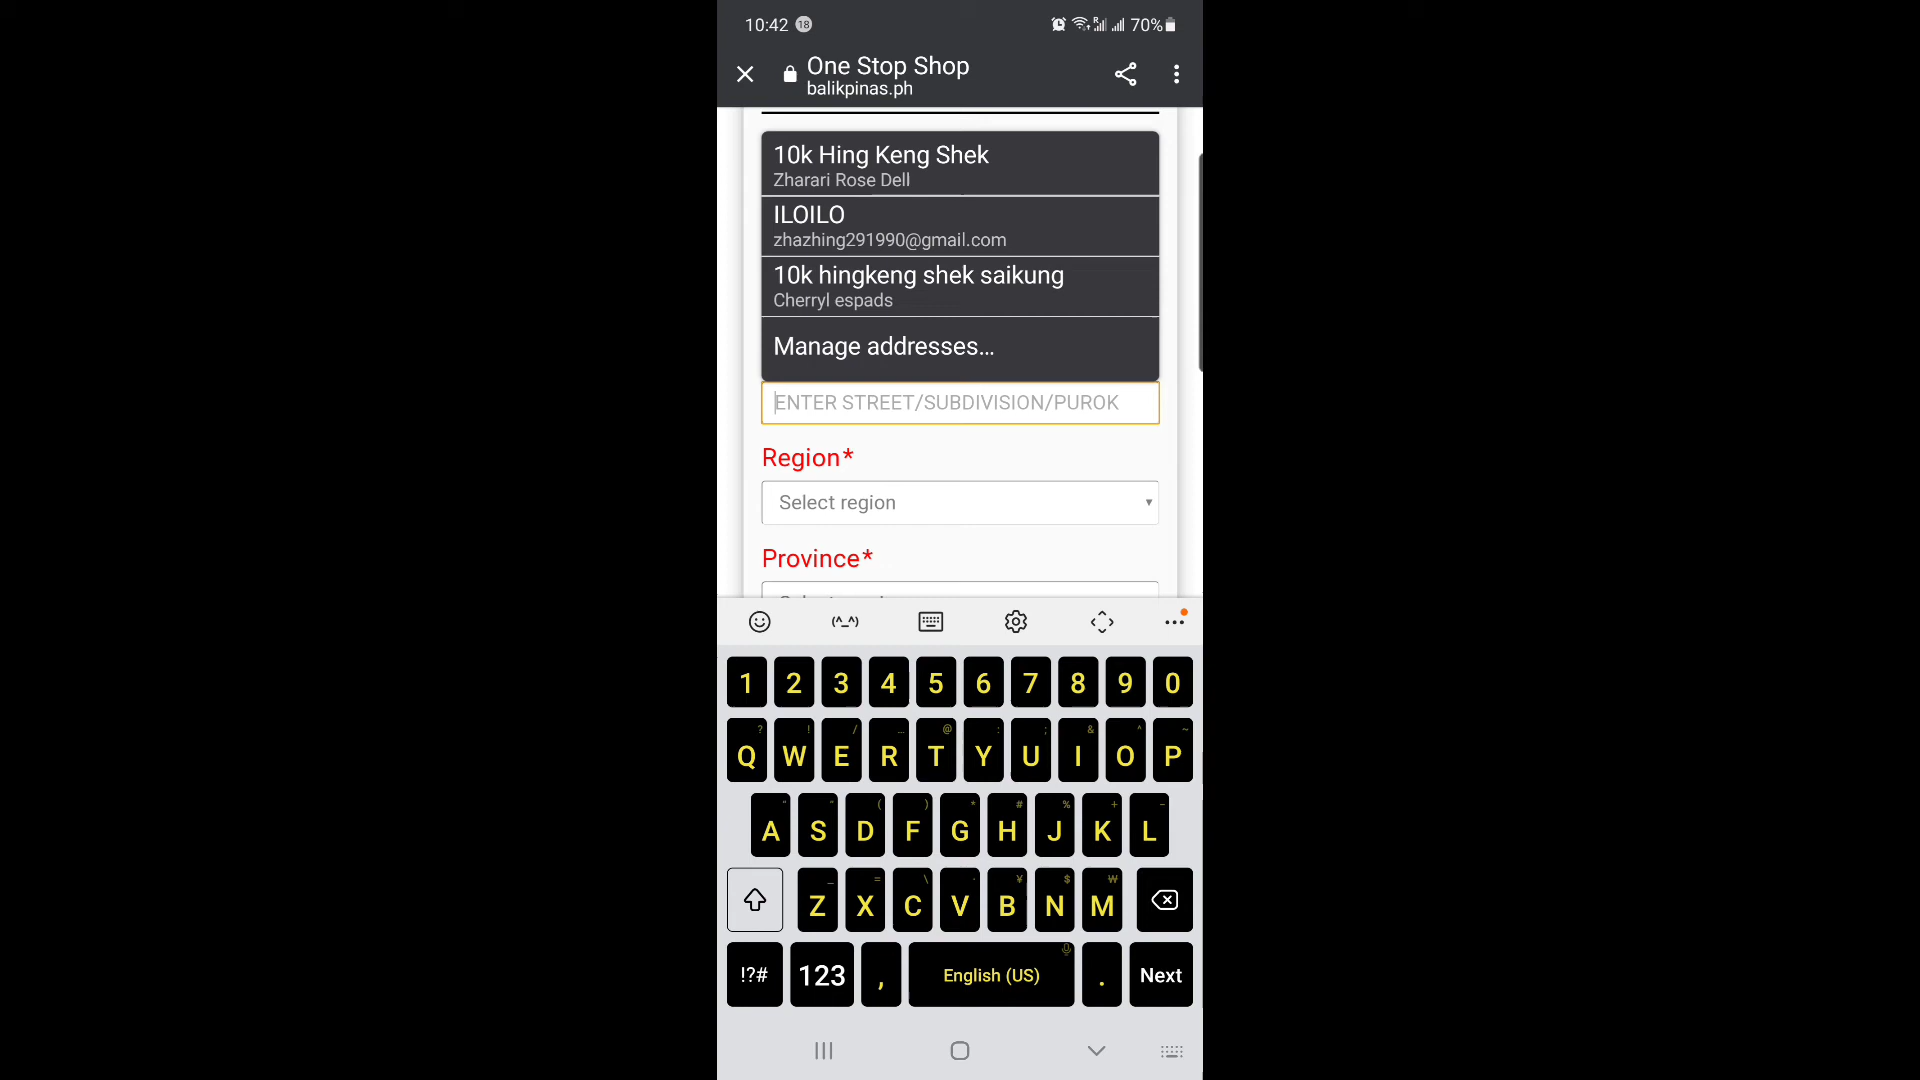 10:42 18 70%
One Stop Shop
balikpinas.ph
10k Hing Keng Shek
Zharari Rose Dell
ILOILO
zhazhing291990@gmail.com
10k hingkeng shek saikung
Cherryl espads
Manage addresses...
ENTER STREET/SUBDIVISION/PUROK
Region*
Select region
Province*
(^_^)
1 2 3 4 5 6 7 8 9 0
Q W E R T Y U I O P
A S D F G H J K L
Z X C V B N M
!?# 123 , English (US) . Next